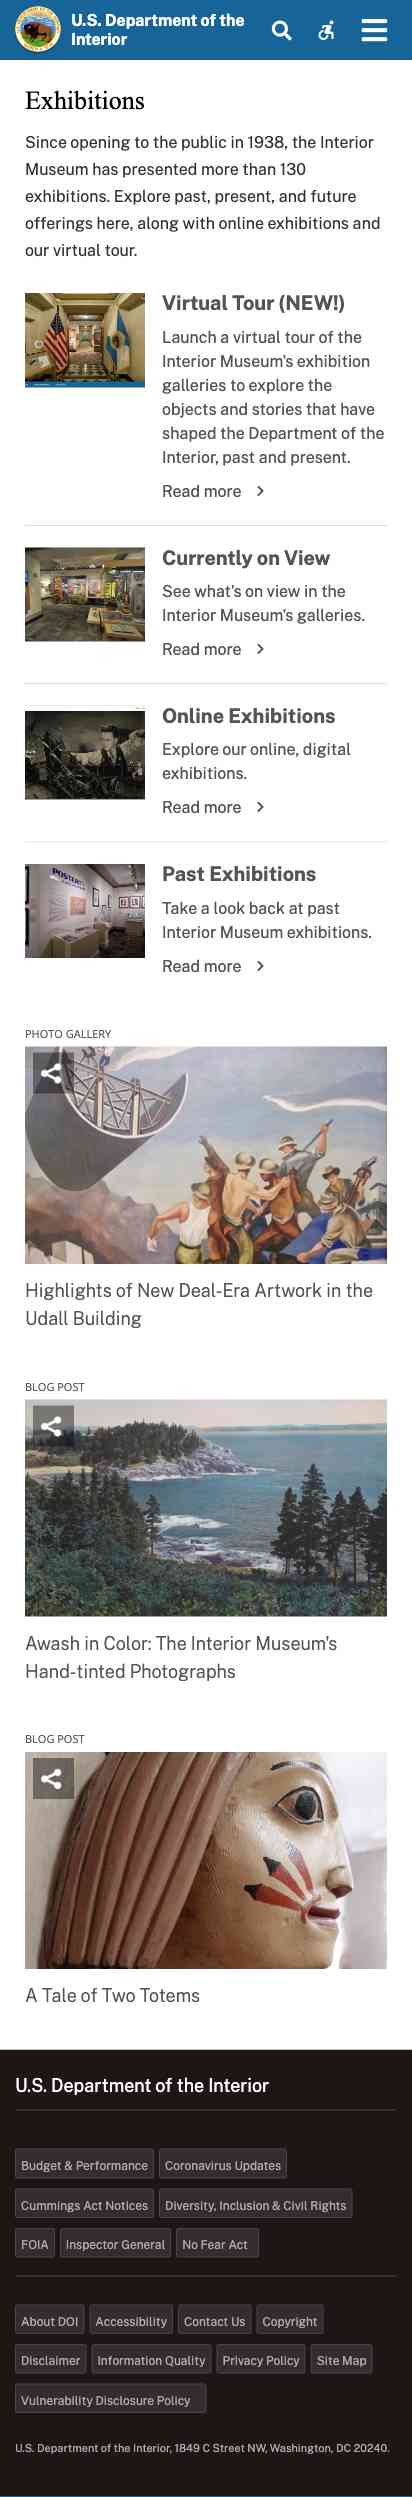 U.S. Department of the
Interior
Exhibitions
Since opening to the public in 1938, the Interior
Museum has presented more than 130
exhibitions. Explore past, present, and future
offerings here, along with online exhibitions and
our virtual tour.
Virtual Tour (NEW!)
Launch a virtual tour of the
Interior Museum's exhibition
galleries to explore the
objects and stories that have
shaped the Department of the
Interior, past and present.
Read more
Currently on View
See what's on view in the
Interior Museum's galleries.
Read more
Online Exhibitions
Explore our online, digital
exhibitions.
Read more
Past Exhibitions
Take a look back at past
Interior Museum exhibitions.
Read more
PHOTO GALLERY
Highlights of New Deal-Era Artwork in the
Udall Building
BLOG POST
Awash in Color: The Interior Museum's
Hand-tinted Photographs
BLOG POST
A Tale of Two Totems
U.S. Department of the Interior
Budget & Performance Coronavirus Updates
Cummings Act Notices Diversity, Inclusion & Civil Rights
FOIA Inspector General No Fear Act
About DOI Accessibility Contact Us Copyright
Disclaimer Information Quality Privacy Policy Site Map
Vulnerability Disclosure Policy
U.S. Department of the Interior, 1849 C Street NW, Washington, DC 20240.